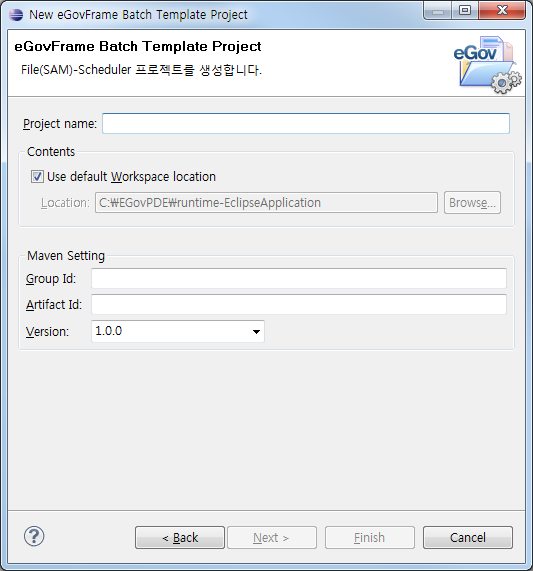 New eGovFrame Batch Template Project
eGovFrame Batch Template Project
File(SAM)-Scheduler 프로젝트를 생성합니다.
eGov
Project name:
Contents
Use default Workspace location
Location: C:₩EGovPDE₩runtime-EclipseApplication Browse...
Maven Setting
Group Id:
Artifact Id:
Version: 1.0.0
? < Back Next > Finish Cancel